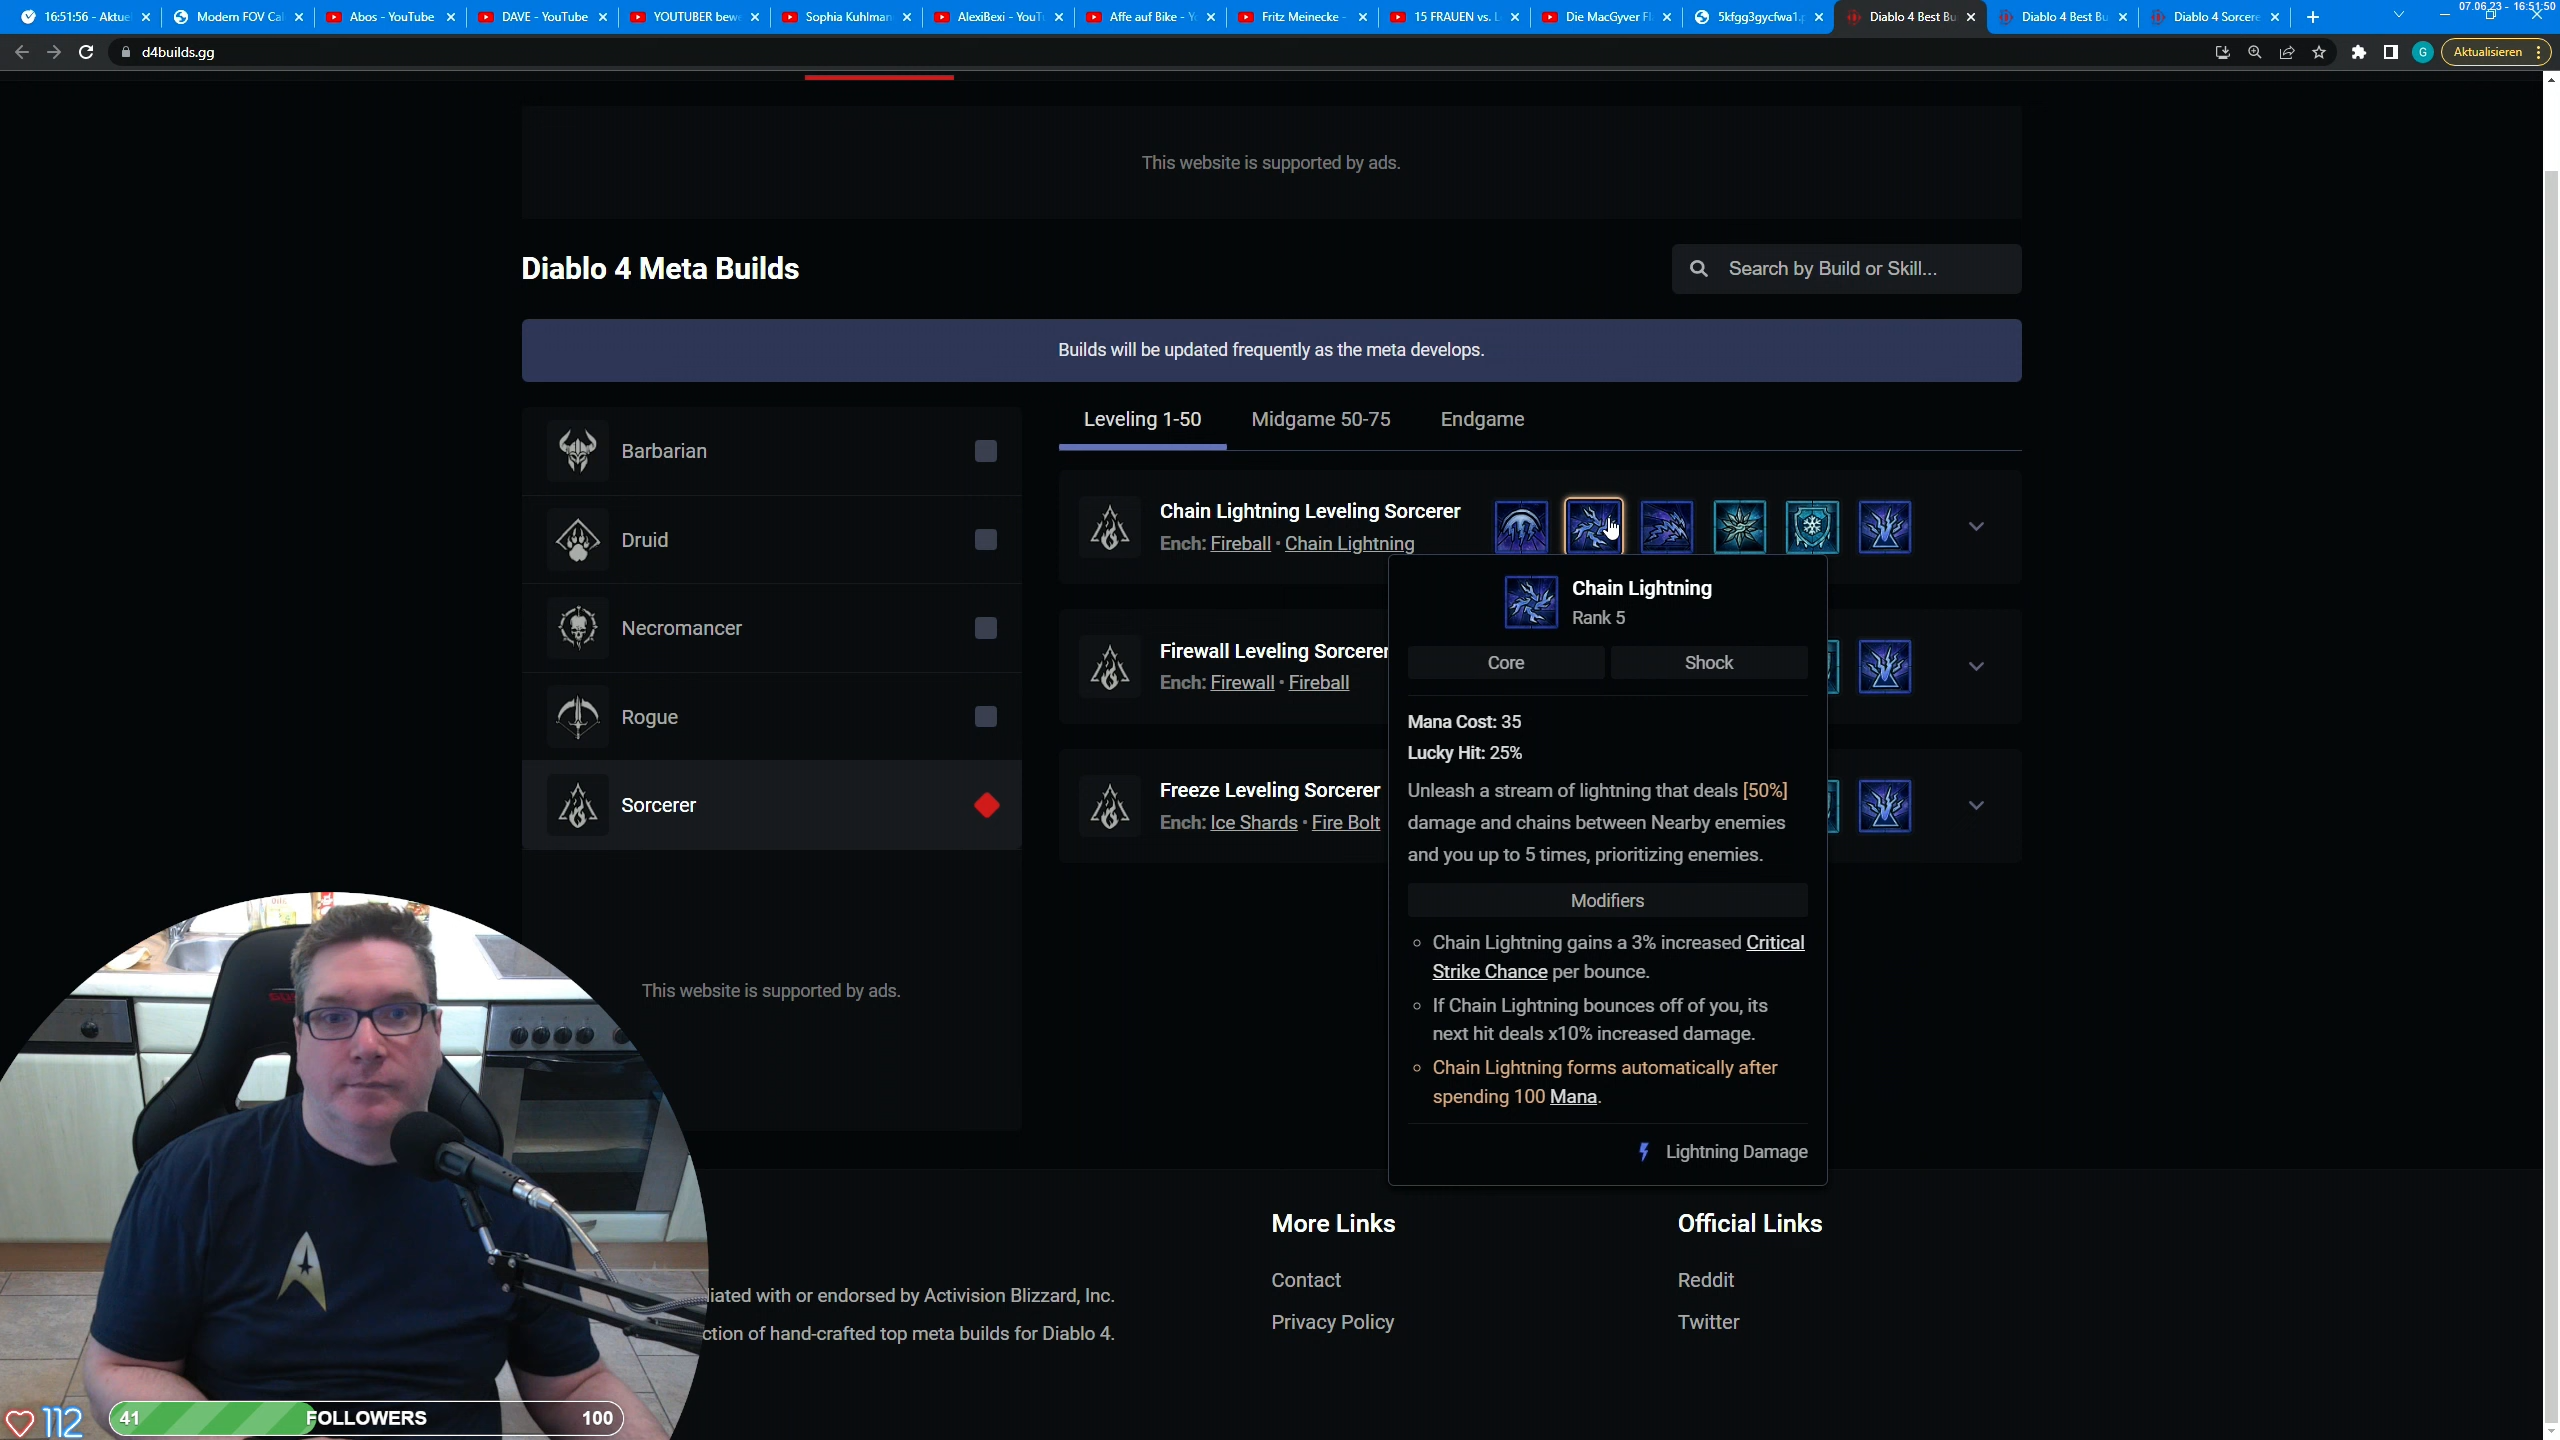 16:51:56 - Aktue
Modern FOV Cal
Abos - YouTube
DAVE - YouTube
YOUTUBER bewe
Sophia Kuhlman
AlexiBexi - YouT
Affe auf Bike - Yo
Fritz Meinecke -
15 FRAUEN vs. L
Die MacGyver Fl
5kfgg3gycfwa1.p
Diablo 4 Best Bu
Diablo 4 Best Bu
Diablo 4 Sorcere
07.06.23 - 16:51:50
d4builds.gg
G
Aktualisieren
This website is supported by ads.
Diablo 4 Meta Builds
Search by Build or Skill...
Builds will be updated frequently as the meta develops.
Leveling 1-50
Midgame 50-75
Endgame
Barbarian
Druid
Necromancer
Rogue
Sorcerer
This website is supported by ads.
Chain Lightning Leveling Sorcerer
Ench: Fireball • Chain Lightning
Firewall Leveling Sorcerer
Ench: Firewall • Fireball
Freeze Leveling Sorcerer
Ench: Ice Shards • Fire Bolt
Chain Lightning
Rank 5
Core
Shock
Mana Cost: 35
Lucky Hit: 25%
Unleash a stream of lightning that deals [50%]
damage and chains between Nearby enemies
and you up to 5 times, prioritizing enemies.
Modifiers
Chain Lightning gains a 3% increased Critical
Strike Chance per bounce.
If Chain Lightning bounces off of you, its
next hit deals x10% increased damage.
Chain Lightning forms automatically after
spending 100 Mana.
Lightning Damage
More Links
Contact
Privacy Policy
Official Links
Reddit
Twitter
iated with or endorsed by Activision Blizzard, Inc.
ction of hand-crafted top meta builds for Diablo 4.
112
41
FOLLOWERS
100